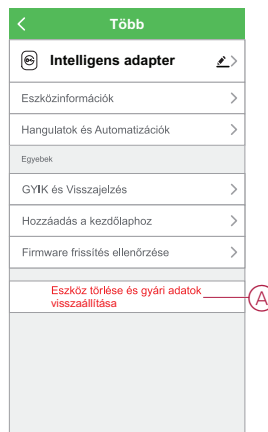 Több
Intelligens adapter
Eszközinformációk
Hangulatok és Automatizációk
Egyebek
GYIK és Visszajelzés
Hozzáadás a kezdőlaphoz
Firmware frissítés ellenőrzése
Eszköz törlése és gyári adatok
visszaállítása
A